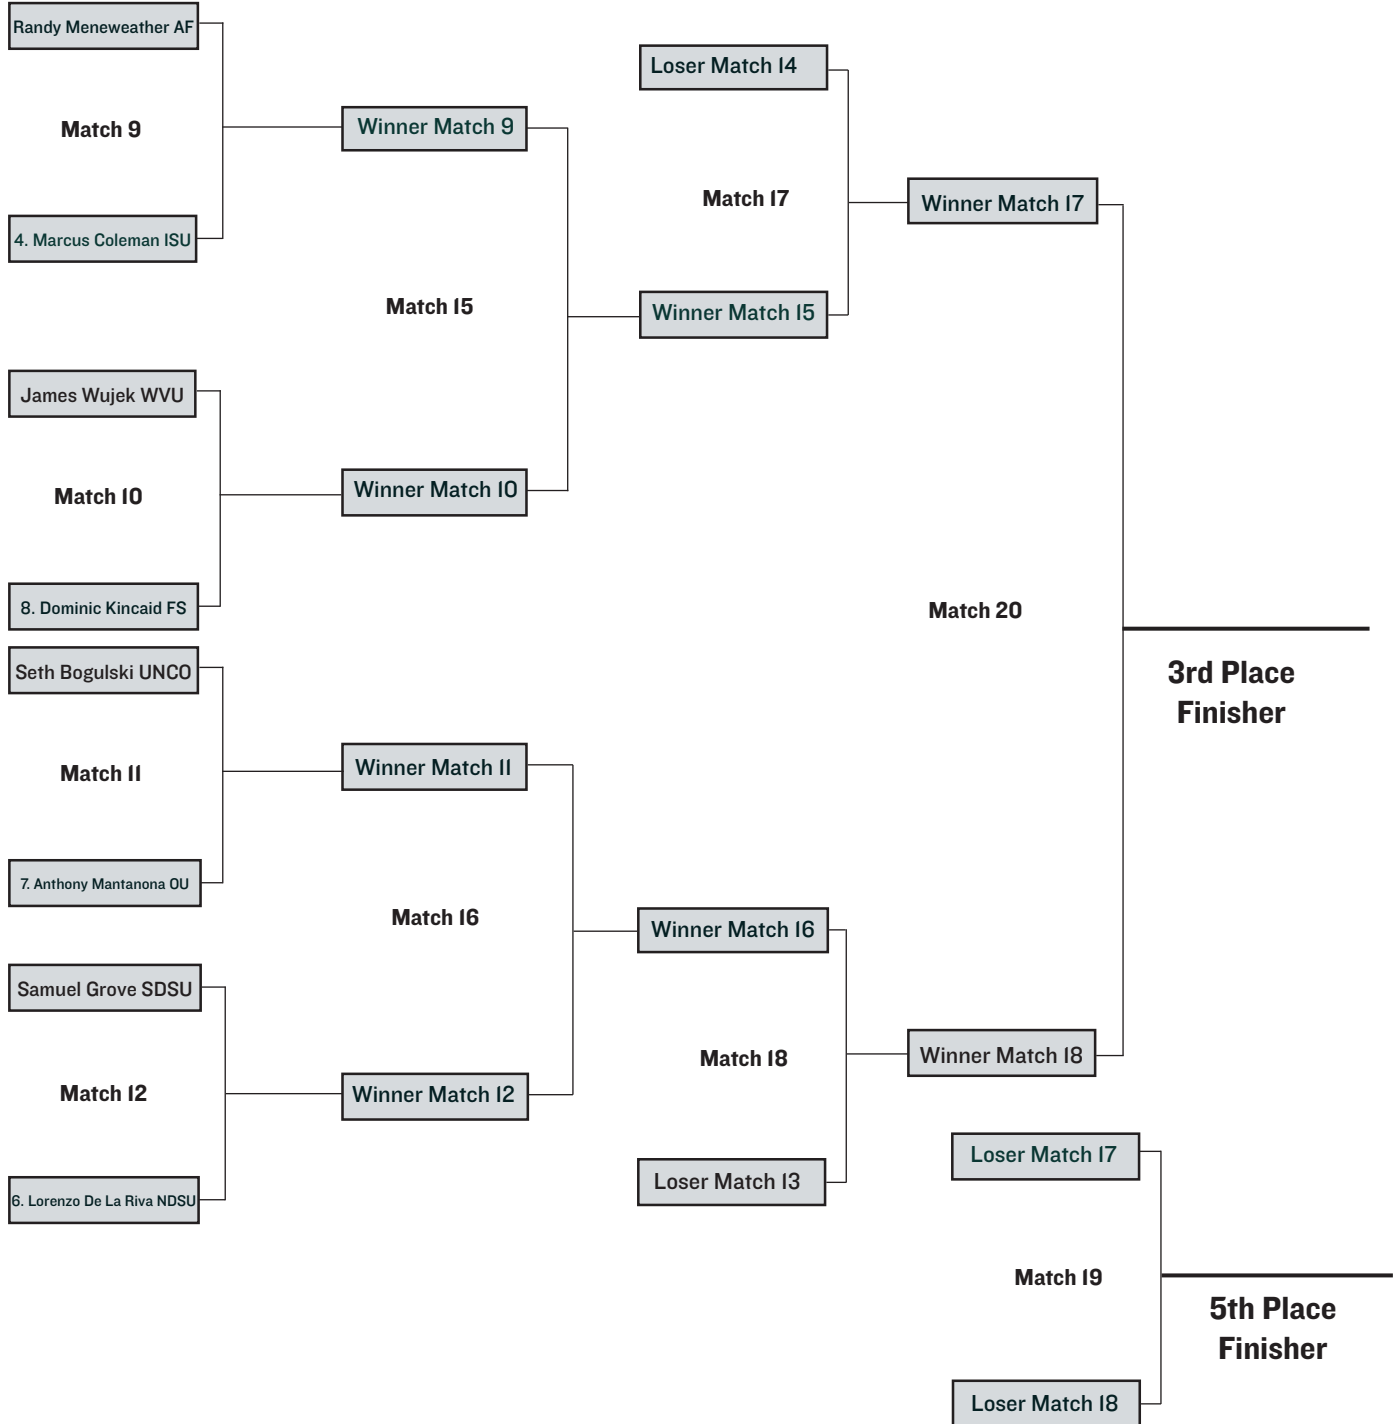 Randy Meneweather AF
Match 9
4. Marcus Coleman ISU
James Wujek WVU
Match 10
8. Dominic Kincaid FS
Seth Bogulski UNCO
Match 11
7. Anthony Mantanona OU
Samuel Grove SDSU
Match 12
6. Lorenzo De La Riva NDSU
Winner Match 9
Match 15
Winner Match 10
Winner Match 11
Match 16
Winner Match 12
Loser Match 14
Match 17
Winner Match 15
Winner Match 16
Match 18
Loser Match 13
Winner Match 17
Match 20
Winner Match 18
3rd Place
Finisher
Loser Match 17
Match 19
Loser Match 18
5th Place
Finisher